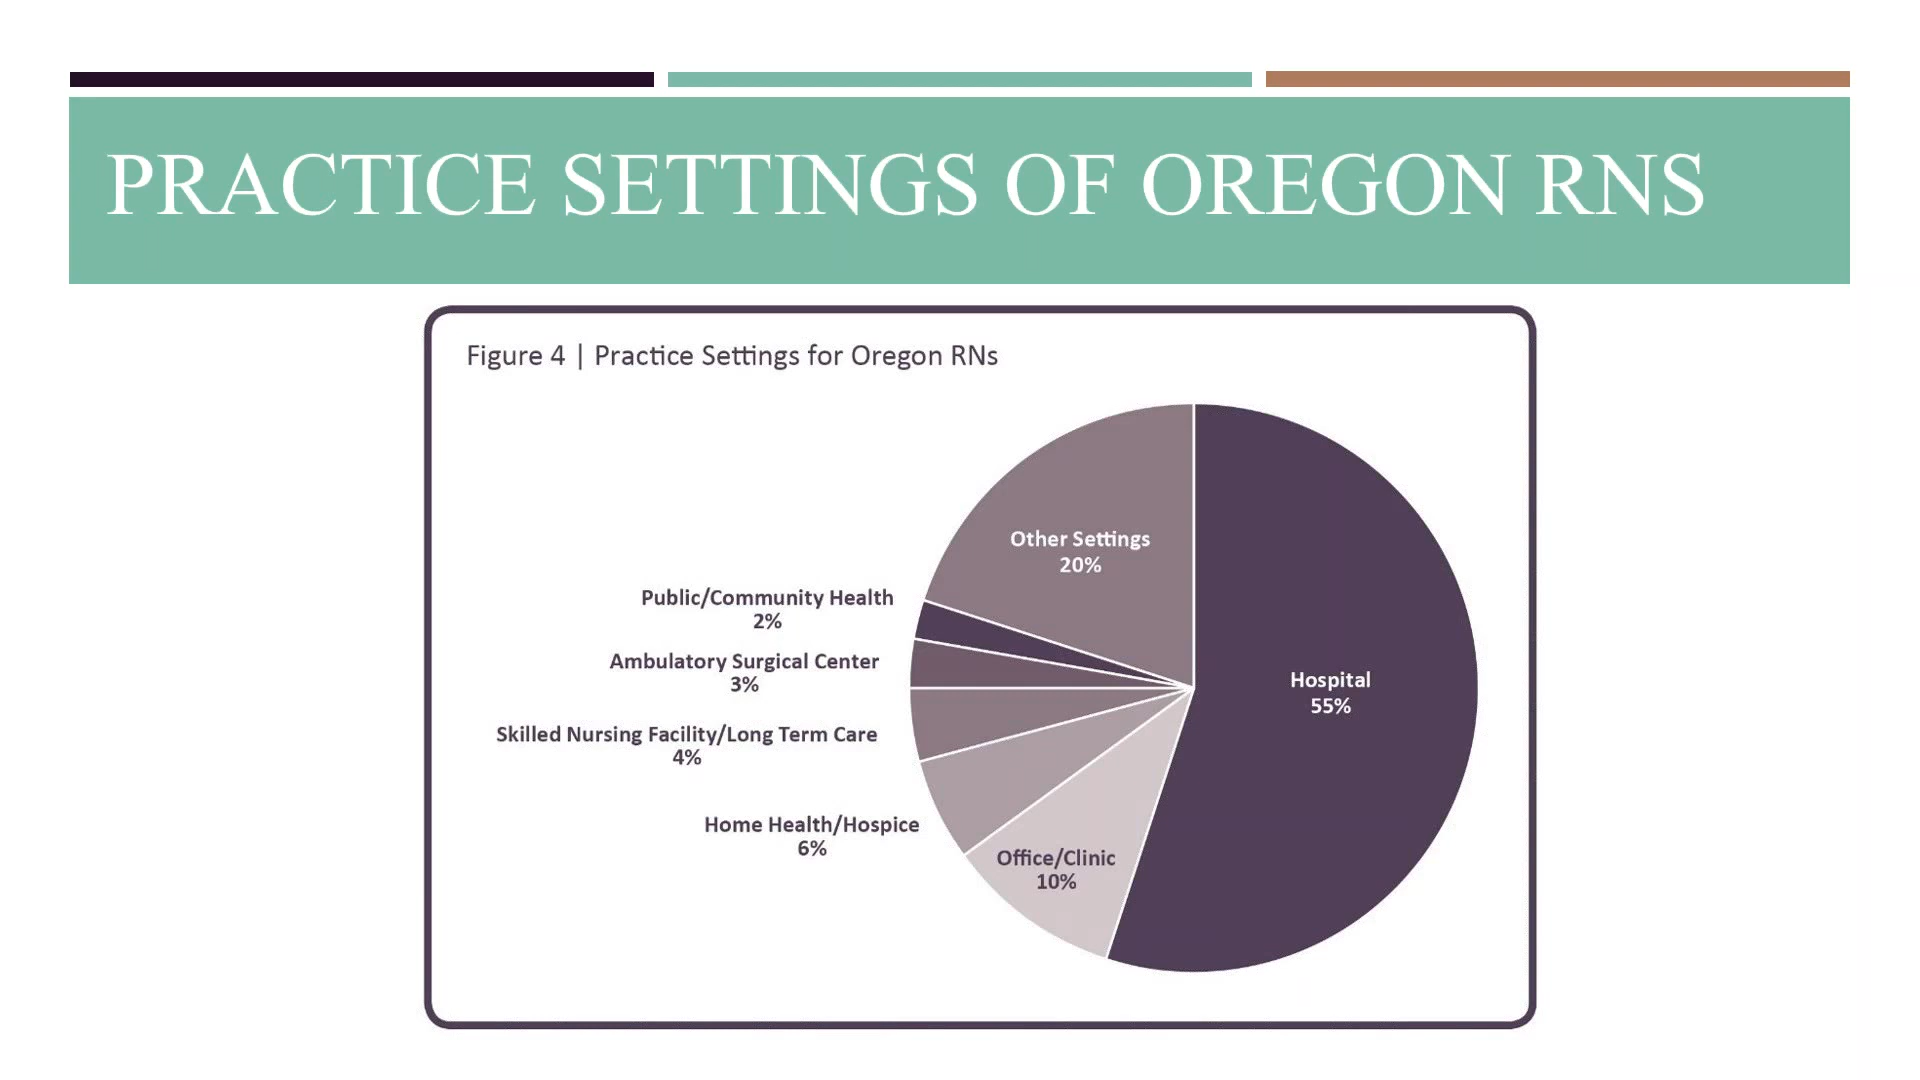 PRACTICE SETTINGS OF OREGON RNS
Figure 4 | Practice Settings for Oregon RNs
Other Settings
20%
Public/Community Health
2%
Ambulatory Surgical Center
3%
Skilled Nursing Facility/Long Term Care
4%
Home Health/Hospice
6%
Office/Clinic
10%
Hospital
55%